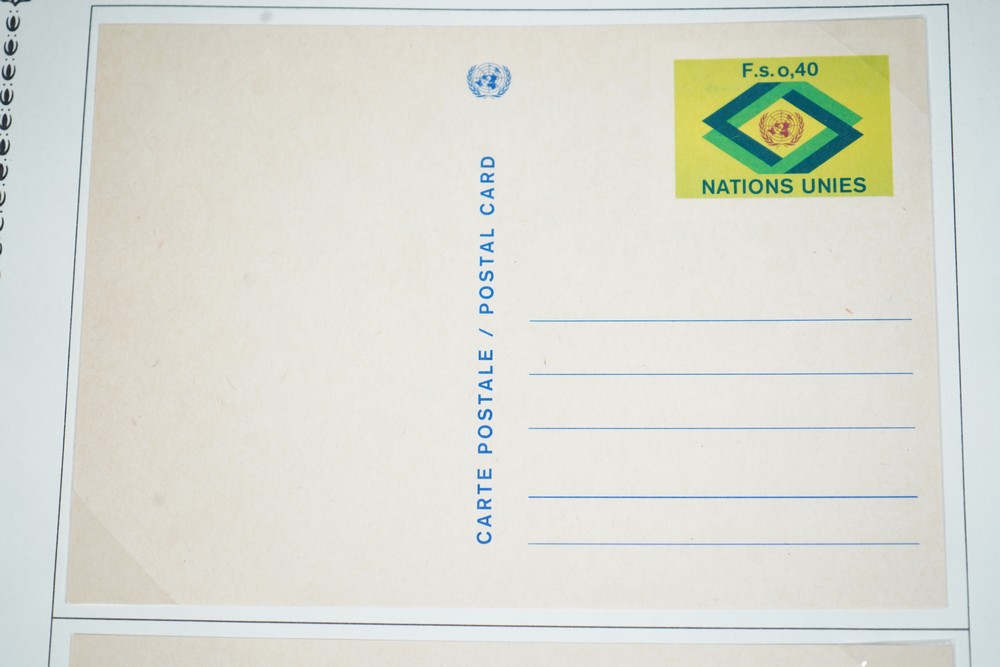 F.s.o,40
NATIONS UNIES
CARTE POSTALE / POSTAL CARD